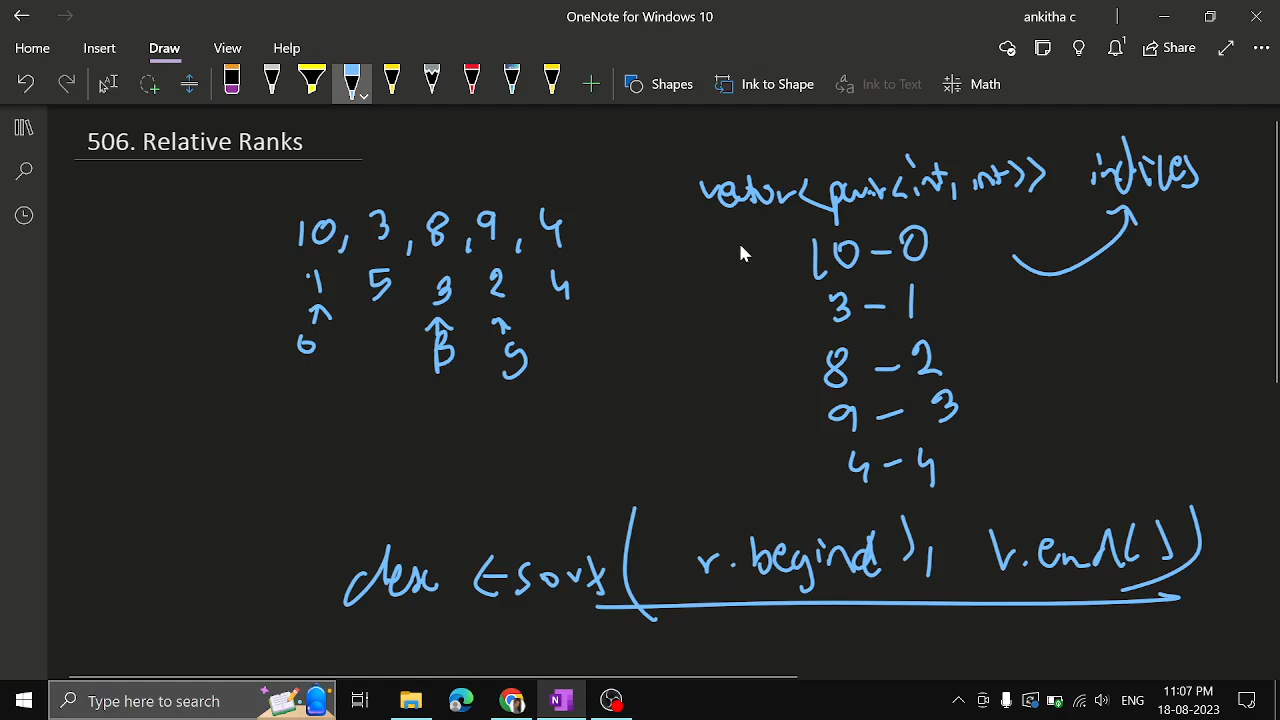 OneNote for Windows 10
ankitha c
Home Insert Draw View Help
Share
Shapes Ink to Shape Ink to Text Math
506. Relative Ranks
vector<pair<int, int>> indices
10, 3, 8, 9, 4
1 5 3 2 4
G B S
10 - 0
3 - 1
8 - 2
9 - 3
4 - 4
sort( r.begin(), r.end() )
Type here to search
ENG
11:07 PM
18-08-2023